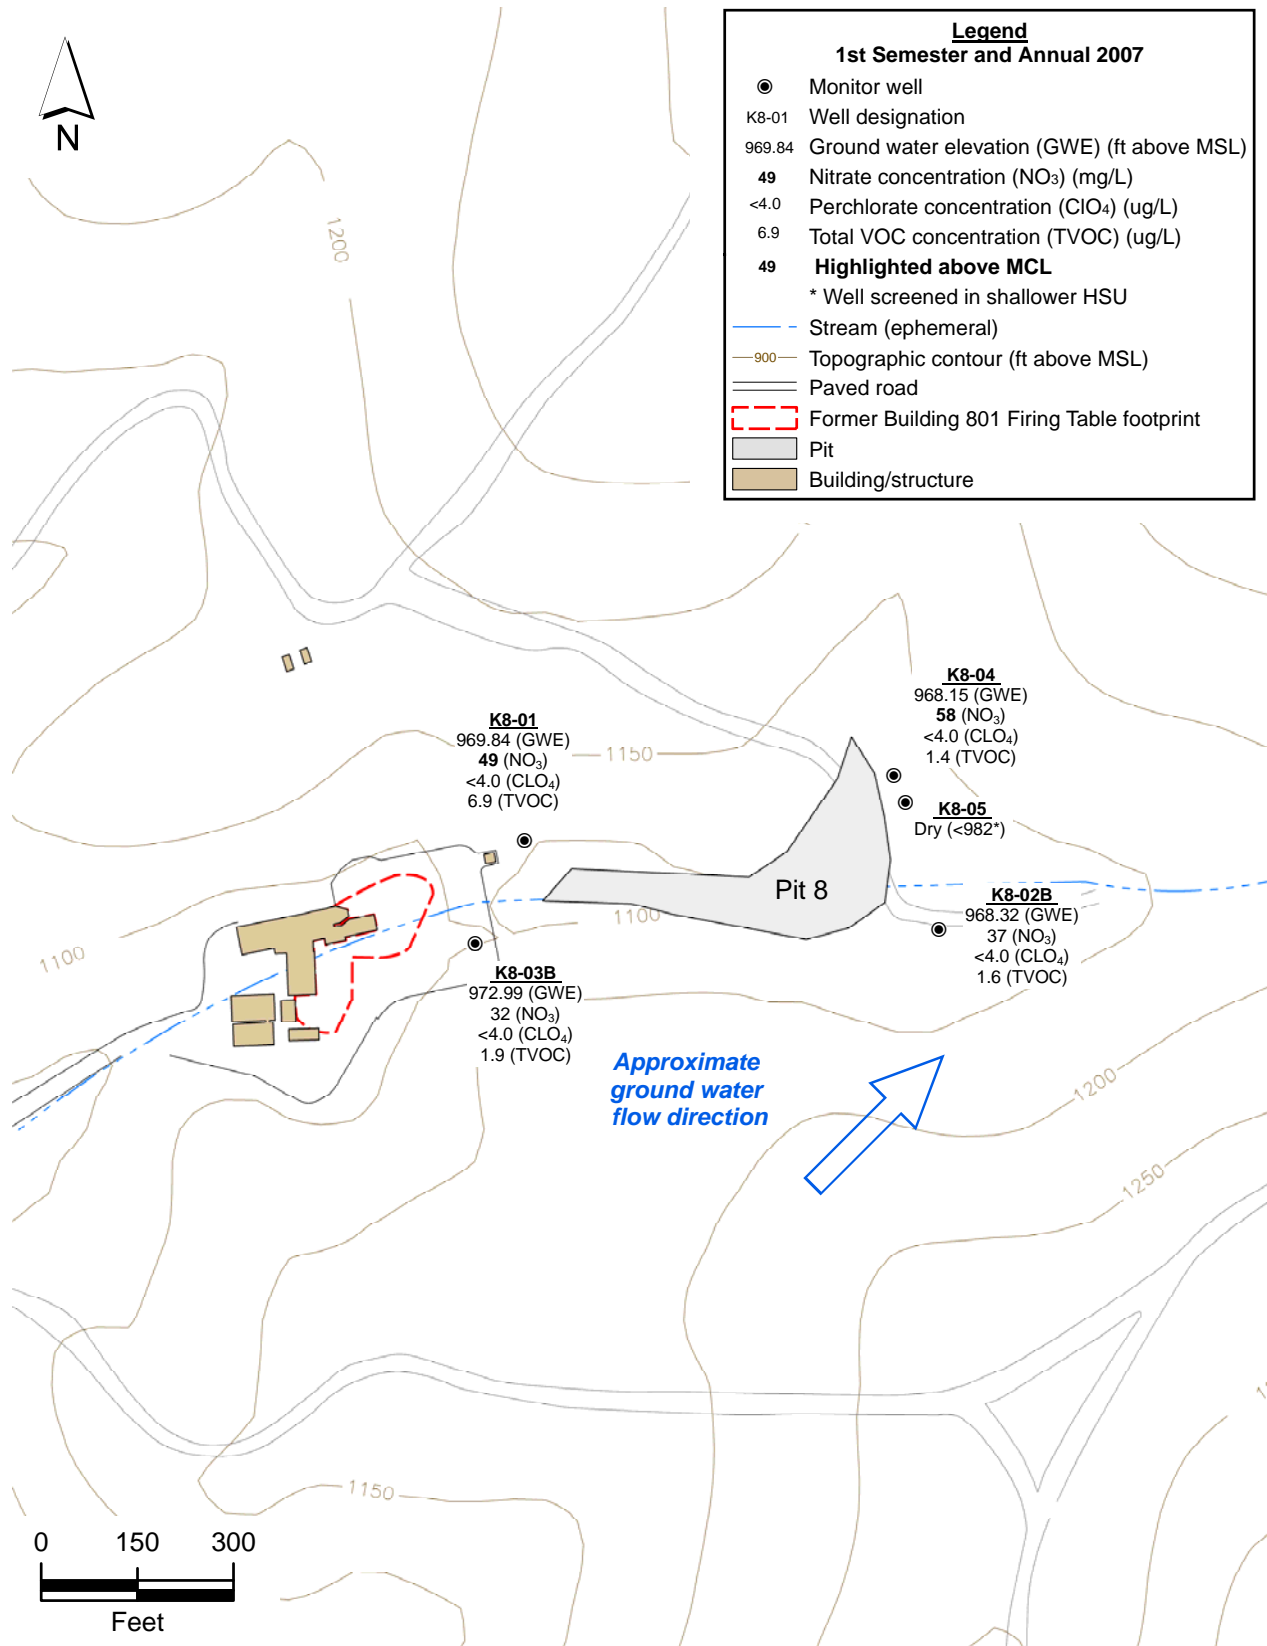 Legend
1st Semester and Annual 2007
Monitor well
K8-01 Well designation
969.84 Ground water elevation (GWE) (ft above MSL)
49 Nitrate concentration (NO3) (mg/L)
<4.0 Perchlorate concentration (ClO4) (ug/L)
6.9 Total VOC concentration (TVOC) (ug/L)
49 Highlighted above MCL
* Well screened in shallower HSU
Stream (ephemeral)
900 Topographic contour (ft above MSL)
Paved road
Former Building 801 Firing Table footprint
Pit
Building/structure
N
1200
K8-04
968.15 (GWE)
58 (NO3)
<4.0 (CLO4)
1.4 (TVOC)
K8-01
969.84 (GWE)
49 (NO3)
<4.0 (CLO4)
6.9 (TVOC)
1150
K8-05
Dry (<982*)
Pit 8
K8-02B
968.32 (GWE)
37 (NO3)
<4.0 (CLO4)
1.6 (TVOC)
1100
1100
K8-03B
972.99 (GWE)
32 (NO3)
<4.0 (CLO4)
1.9 (TVOC)
Approximate
ground water
flow direction
1200
1250
1150
0 150 300
Feet